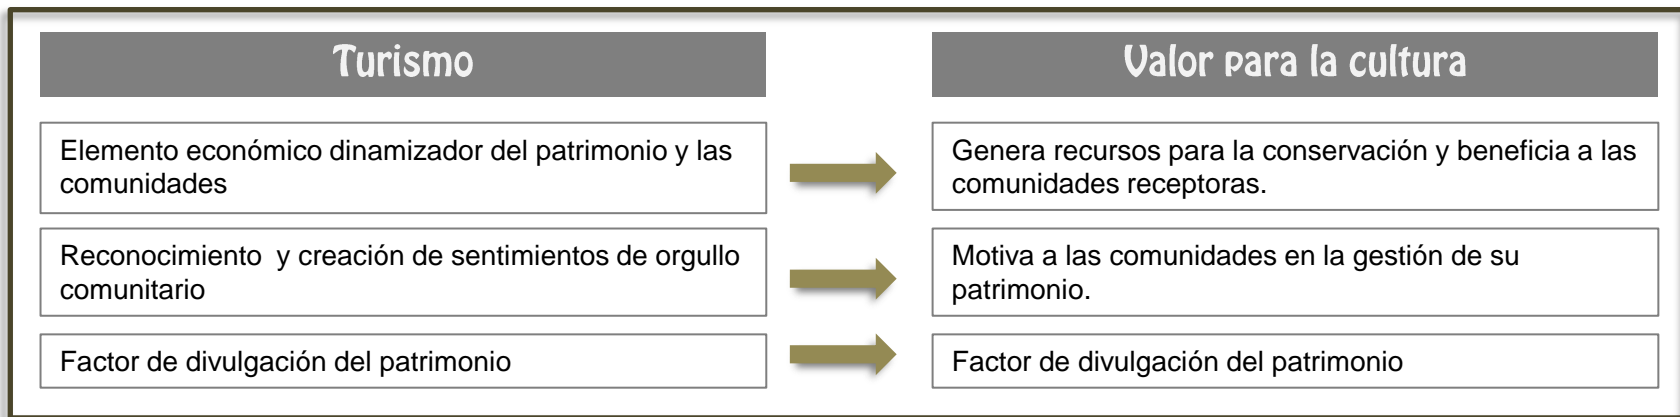 Turismo
Valor para la cultura
Elemento económico dinamizador del patrimonio y las
comunidades
Genera recursos para la conservación y beneficia a las
comunidades receptoras.
Reconocimiento  y creación de sentimientos de orgullo
comunitario
Motiva a las comunidades en la gestión de su
patrimonio.
Factor de divulgación del patrimonio
Factor de divulgación del patrimonio